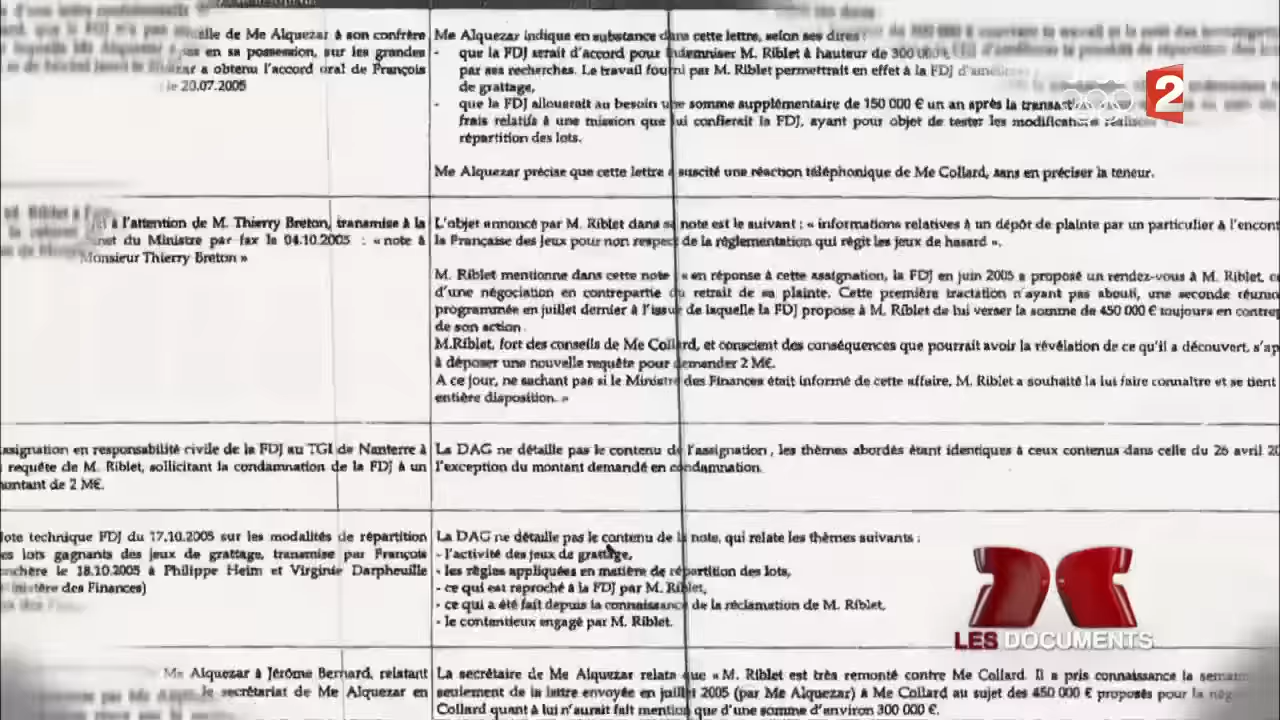 elle de Me Alquezar à son confrère
en sa possession, sur les grandes
a obtenu l'accord oral de François
le 20.07.2005
Me Alquezar indique en substance dans cette lettre, selon ses dires :
- que la FDJ serait d'accord pour indemniser M. Riblet à hauteur de 300 000
par ses recherches. Le travail fourni par M. Riblet permettrait en effet à la FDJ
de grattage,
- que la FDJ allouerait au besoin une somme supplémentaire de 150 000 € un an après la
frais relatifs à une mission que lui confierait la FDJ, ayant pour objet de tester les modifications
répartition des lots.
Me Alquezar précise que cette lettre a suscité une réaction téléphonique de Me Collard, sans en préciser la teneur.
2
à l'attention de M. Thierry Breton, transmise à la
du Ministre par fax le 04.10.2005 : « note à
Monsieur Thierry Breton »
L'objet annoncé par M. Riblet dans sa note est le suivant : « informations relatives à un dépôt de plainte par un particulier à l'encont
la Française des Jeux pour non respect de la règlementation qui régit les jeux de hasard ».
M. Riblet mentionne dans cette note : « en réponse à cette assignation, la FDJ en juin 2005 a proposé un rendez-vous à M. Riblet,
d'une négociation en contrepartie du retrait de sa plainte. Cette première tractation n'ayant pas abouti, une seconde réunio
programmée en juillet dernier à l'issue de laquelle la FDJ propose à M. Riblet de lui verser la somme de 450 000 € toujours en contrep
de son action
M.Riblet, fort des conseils de Me Collard, et conscient des conséquences que pourrait avoir la révélation de ce qu'il a découvert, s'ap
à déposer une nouvelle requête pour demander 2 M€.
A ce jour, ne sachant pas si le Ministre des Finances était informé de cette affaire, M. Riblet a souhaité la lui faire connaître et se tient
entière disposition. »
ssignation en responsabilité civile de la FDJ au TGI de Nanterre à
requête de M. Riblet, sollicitant la condamnation de la FDJ à un
montant de 2 M€.
La DAG ne détaille pas le contenu de l'assignation, les thèmes abordés étant identiques à ceux contenus dans celle du 26 avril 20
l'exception du montant demandé en condamnation.
lote technique FDJ du 17.10.2005 sur les modalités de répartition
es lots gagnants des jeux de grattage, transmise par François
nchère le 18.10.2005 à Philippe Heim et Virginie Darpheuille
inistère des Finances)
La DAG ne détaille pas le contenu de la note, qui relate les thèmes suivants :
- l'activité des jeux de grattage,
- les règles appliquées en matière de répartition des lots,
- ce qui est reproché à la FDJ par M. Riblet,
- ce qui a été fait depuis la connaissance de la réclamation de M. Riblet,
- le contentieux engagé par M. Riblet.
LES DOCUMENTS
Me Alquezar à Jérôme Bernard, relatant
le secrétariat de Me Alquezar en
La secrétaire de Me Alquezar relata que « M. Riblet est très remonté contre Me Collard. Il a pris connaissance la semai
seulement de la lettre envoyée en juillet 2005 (par Me Alquezar) à Me Collard au sujet des 450 000 € proposés pour la nég
Collard quant à lui n'aurait fait mention que d'une somme d'environ 300 000 €.